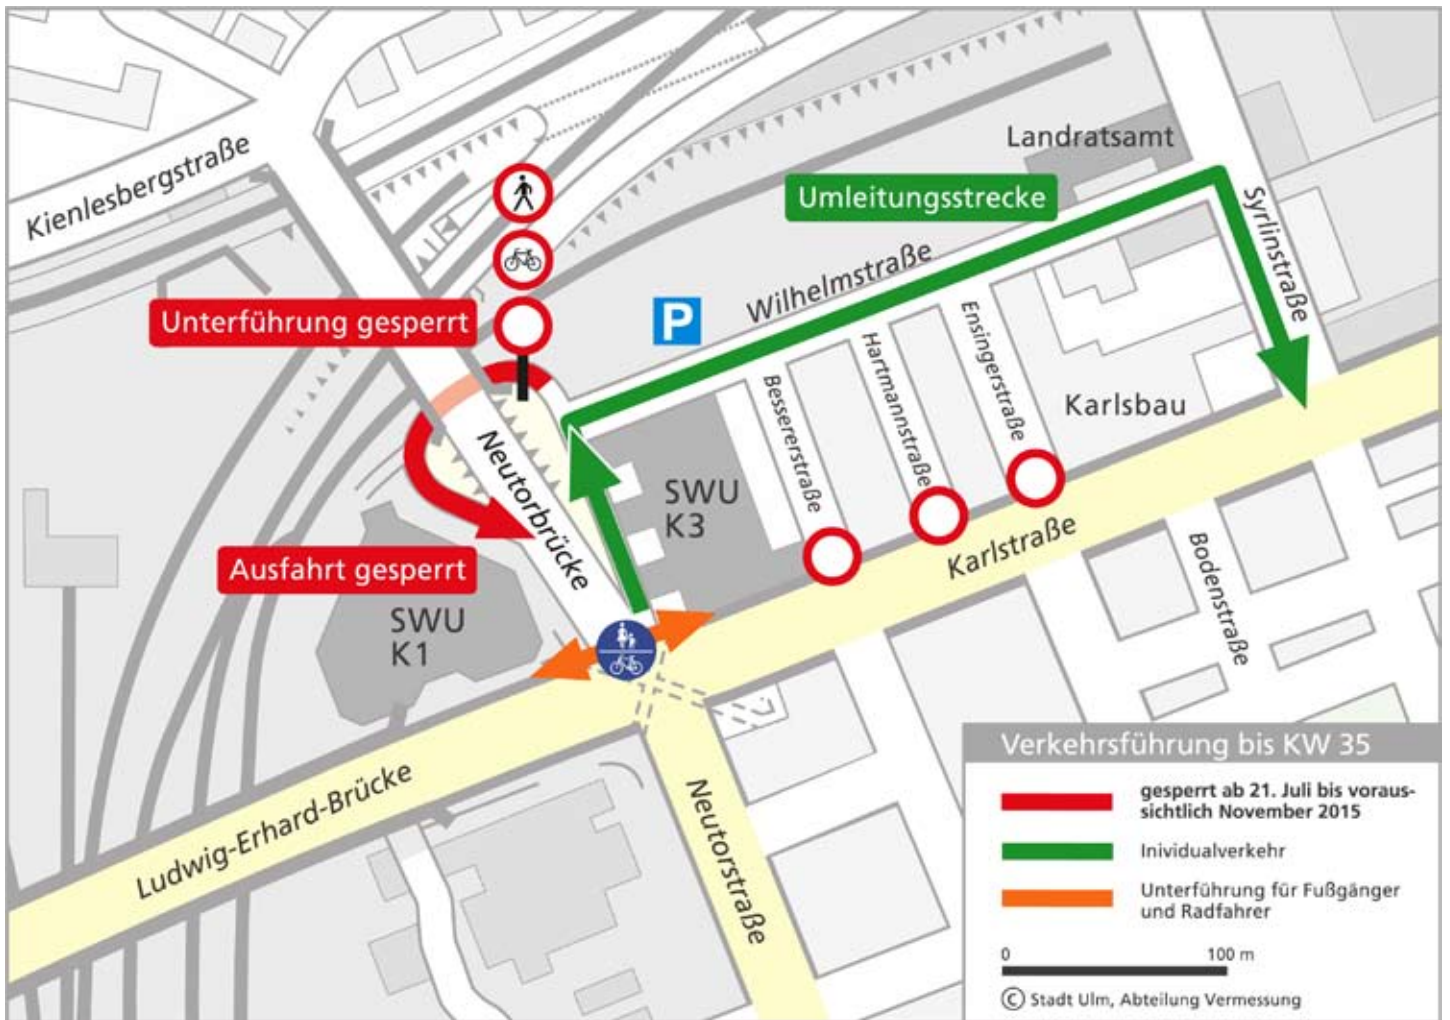 Kienlesbergstraße
Landratsamt
Umleitungsstrecke
Syrlinstraße
Wilhelmstraße
Unterführung gesperrt
P
Ensingerstraße
Hartmannstraße
Bessererstraße
Karlsbau
Neutorbrücke
SWU
K3
Karlstraße
Ausfahrt gesperrt
SWU
K1
Bodenstraße
Ludwig-Erhard-Brücke
Neutorstraße
Verkehrsführung bis KW 35
gesperrt ab 21. Juli bis voraus-
sichtlich November 2015
Inividualverkehr
Unterführung für Fußgänger
und Radfahrer
0 100 m
© Stadt Ulm, Abteilung Vermessung